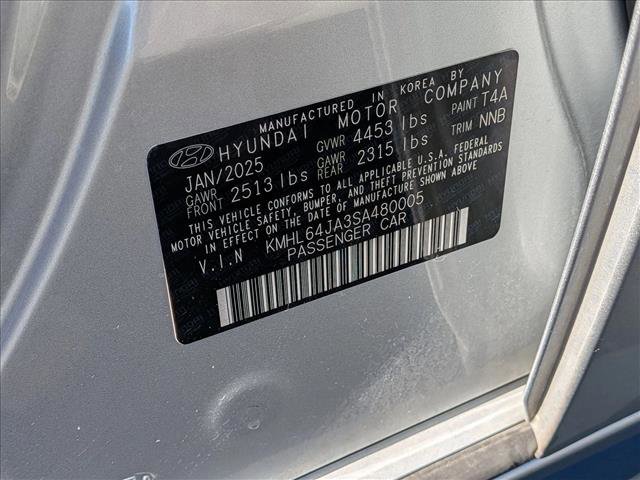 MANUFACTURED IN KOREA BY
HYUNDAI MOTOR COMPANY
JAN/2025 GVWR 4453 lbs PAINT T4A
GAWR FRONT 2513 lbs GAWR REAR 2315 lbs TRIM NNB
THIS VEHICLE CONFORMS TO ALL APPLICABLE U.S.A. FEDERAL
MOTOR VEHICLE SAFETY, BUMPER, AND THEFT PREVENTION STANDARDS
IN EFFECT ON THE DATE OF MANUFACTURE SHOWN ABOVE.
V.I.N KMHL64JA3SA480005
PASSENGER CAR